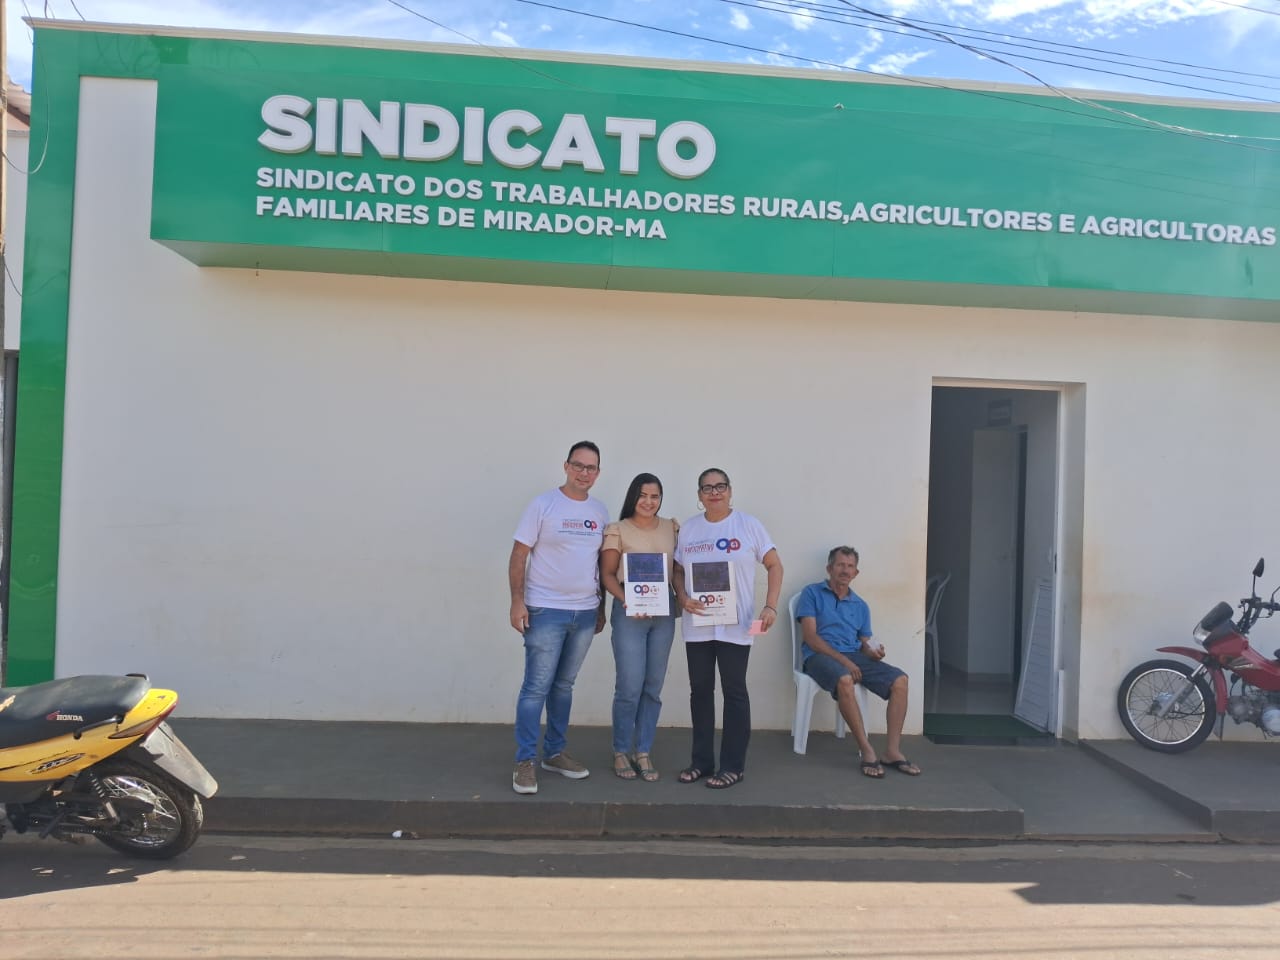 SINDICATO
SINDICATO DOS TRABALHADORES RURAIS,AGRICULTORES E AGRICULTORAS
FAMILIARES DE MIRADOR-MA
HONDA